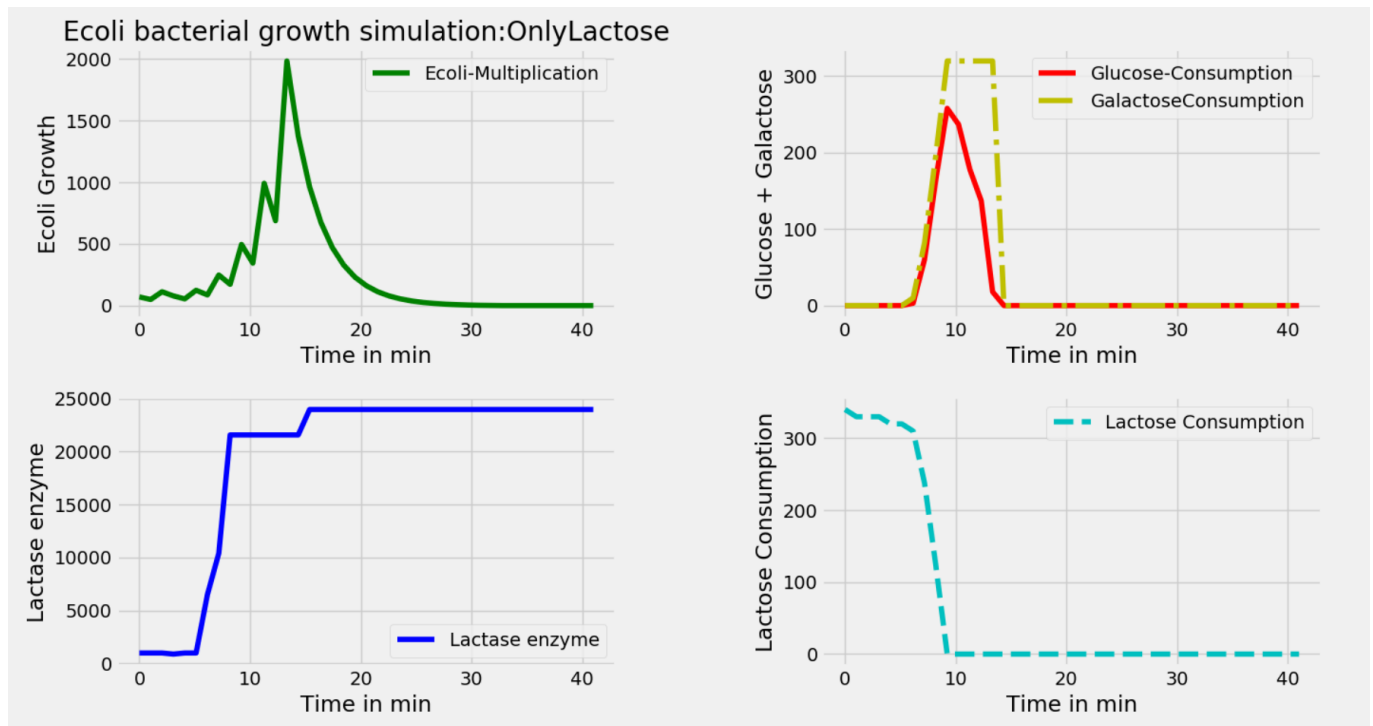 Ecoli bacterial growth simulation:OnlyLactose
2000
1500
1000
500
0
Ecoli Growth
Ecoli-Multiplication
0 10 20 30 40
Time in min
300
200
100
0
Glucose + Galactose
Glucose-Consumption
GalactoseConsumption
0 10 20 30 40
Time in min
25000
20000
15000
10000
5000
0
Lactase enzyme
Lactase enzyme
0 10 20 30 40
Time in min
300
200
100
0
Lactose Consumption
Lactose Consumption
0 10 20 30 40
Time in min